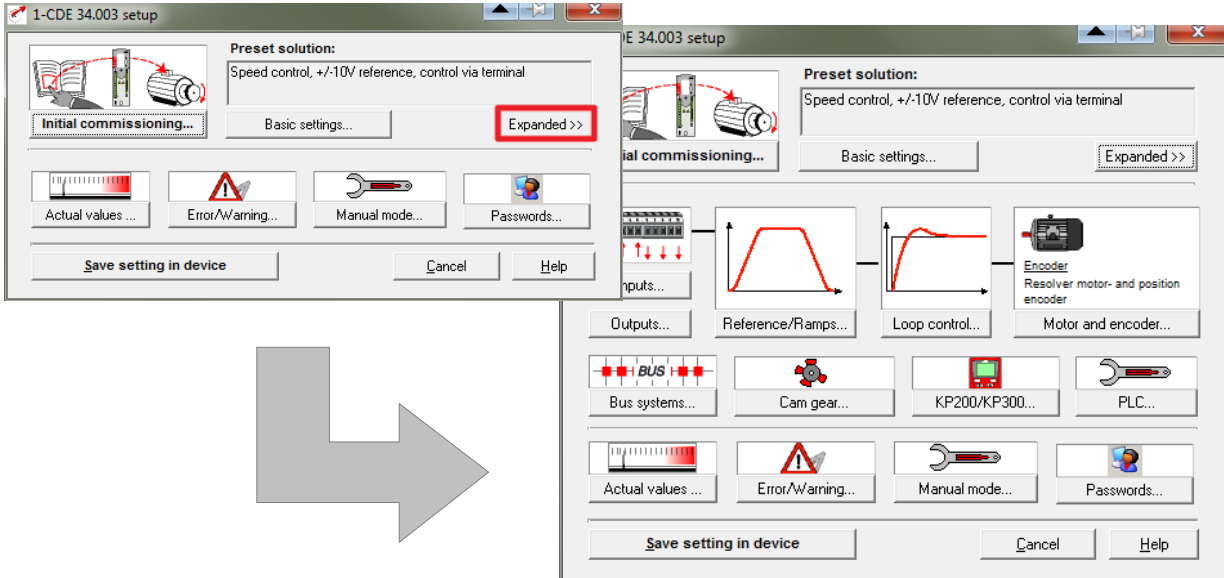 1-CDE 34.003 setup
Preset solution:
Speed control, +/-10V reference, control via terminal
Initial commissioning...
Basic settings...
Expanded >>
Actual values ...
Error/Warning...
Manual mode...
Passwords...
Save setting in device
Cancel
Help
DE 34.003 setup
Preset solution:
Speed control, +/-10V reference, control via terminal
ial commissioning...
Basic settings...
Expanded >>
Encoder
Resolver motor- and position
encoder
nputs...
Outputs...
Reference/Ramps...
Loop control...
Motor and encoder...
BUS
Bus systems...
Cam gear...
KP200/KP300...
PLC...
Actual values ...
Error/Warning...
Manual mode...
Passwords...
Save setting in device
Cancel
Help